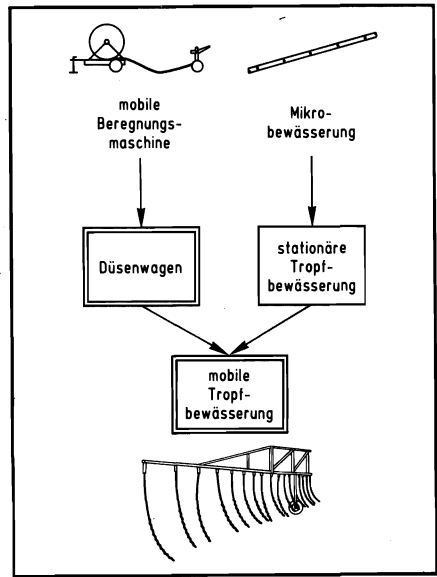 mobile
Beregnungs-
maschine
Mikro-
bewässerung
Düsenwagen
stationäre
Tropf-
bewässerung
mobile
Tropf-
bewässerung